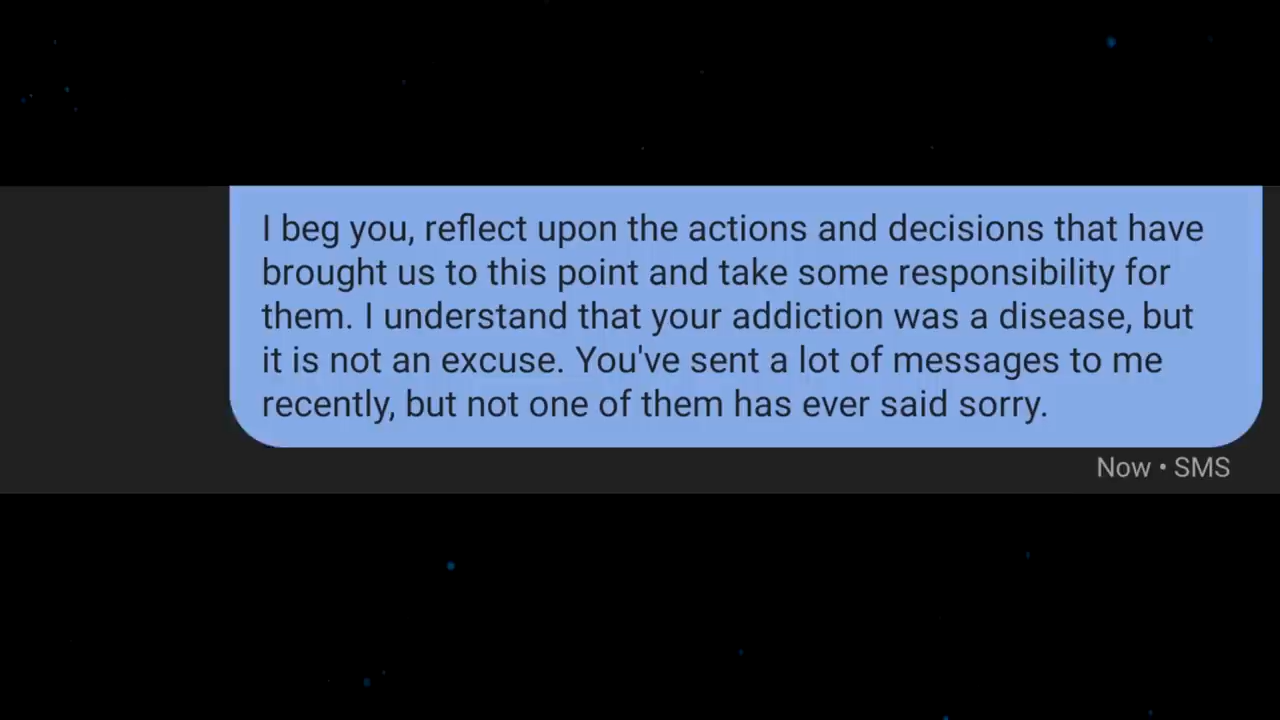 I beg you, reflect upon the actions and decisions that have
brought us to this point and take some responsibility for
them. I understand that your addiction was a disease, but
it is not an excuse. You've sent a lot of messages to me
recently, but not one of them has ever said sorry.
Now • SMS